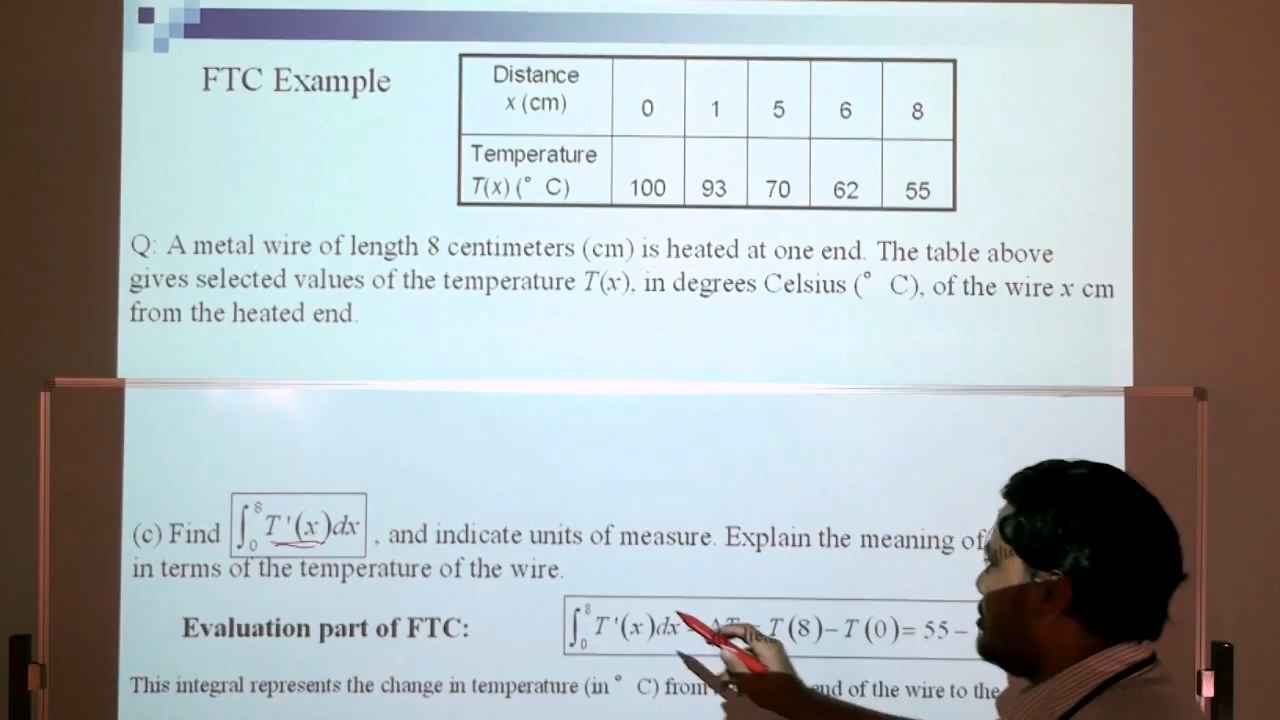 FTC Example
Distance x (cm) 0 1 5 6 8
Temperature T(x) (° C) 100 93 70 62 55
Q: A metal wire of length 8 centimeters (cm) is heated at one end. The table above
gives selected values of the temperature T(x), in degrees Celsius (° C), of the wire x cm
from the heated end.
(c) Find ∫₀⁸ T'(x)dx , and indicate units of measure. Explain the meaning of
in terms of the temperature of the wire.
Evaluation part of FTC: ∫₀⁸ T'(x)dx T(8) – T(0) = 55 –
This integral represents the change in temperature (in ° C) from end of the wire to the